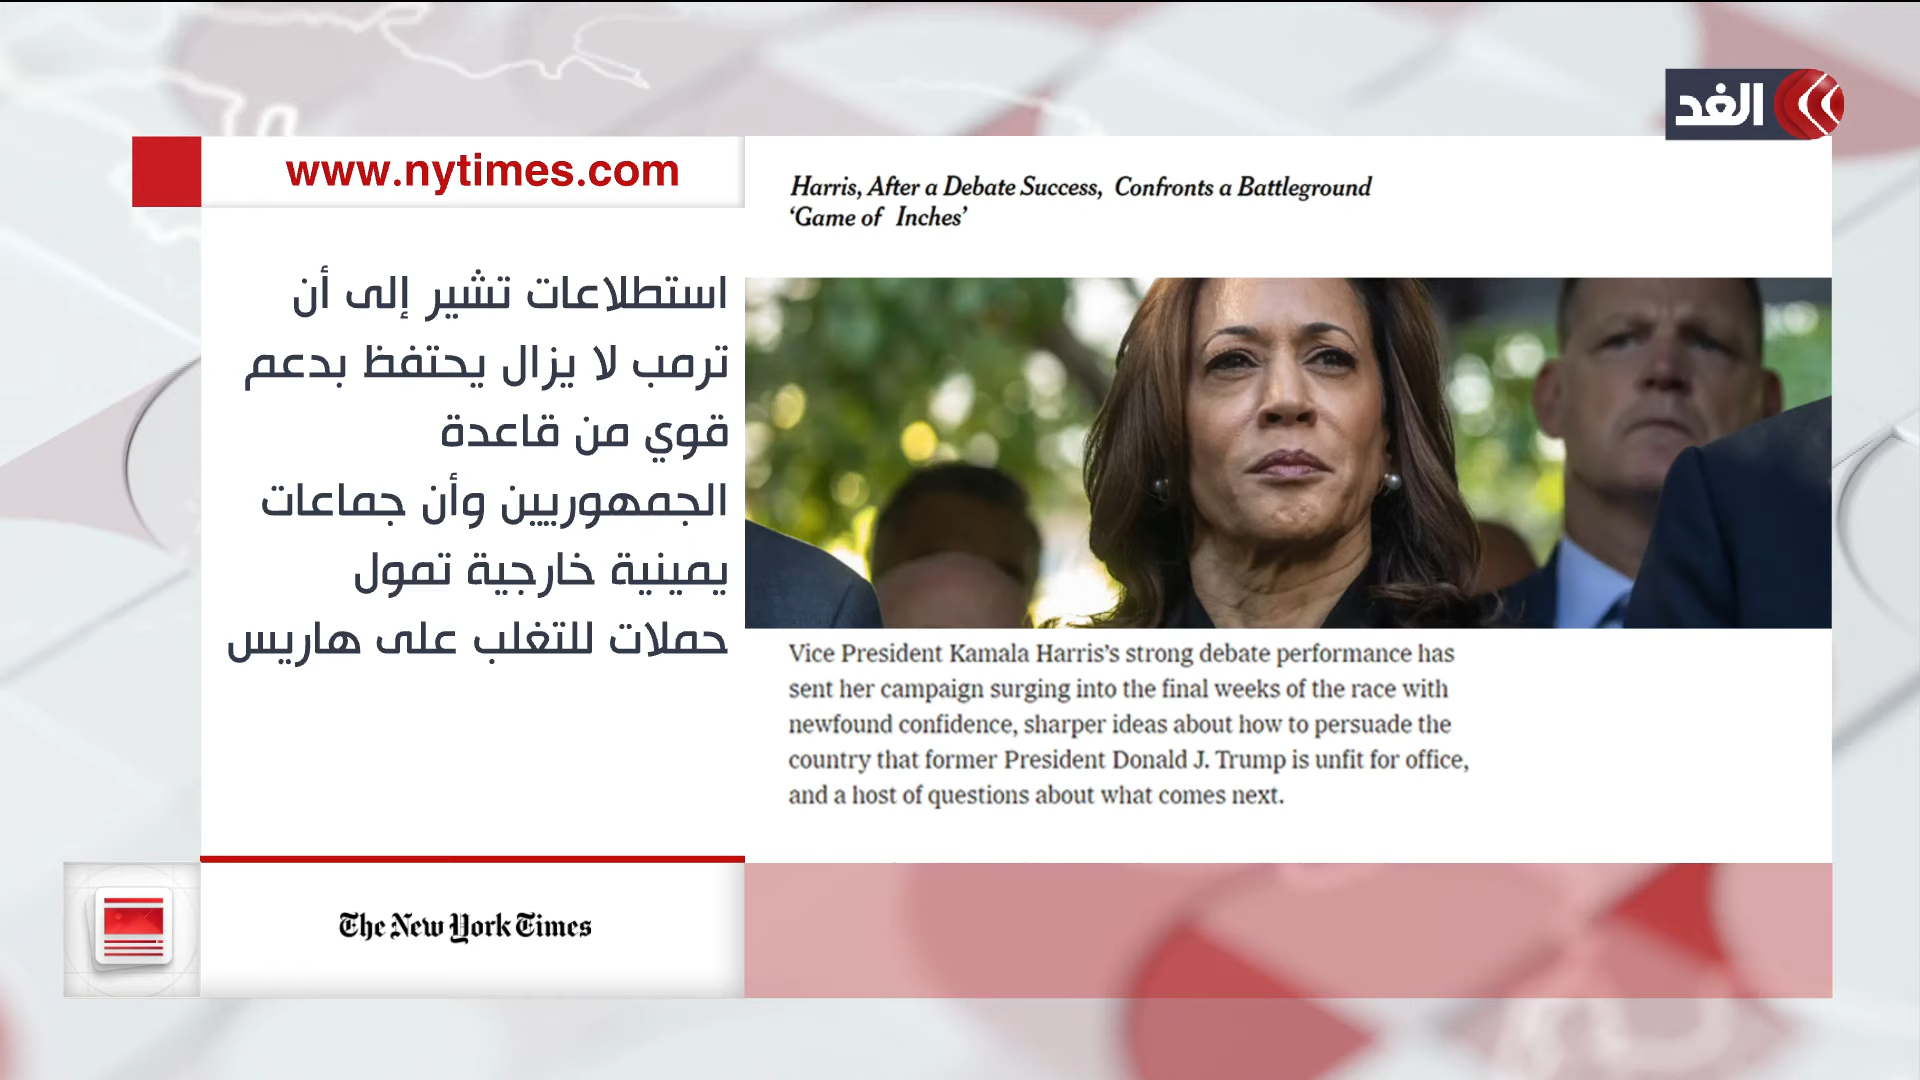 الغد
www.nytimes.com
Harris, After a Debate Success, Confronts a Battleground
‘Game of Inches’
استطلاعات تشير إلى أن
ترمب لا يزال يحتفظ بدعم
قوي من قاعدة
الجمهوريين وأن جماعات
يمينية خارجية تمول
حملات للتغلب على هاريس
Vice President Kamala Harris’s strong debate performance has
sent her campaign surging into the final weeks of the race with
newfound confidence, sharper ideas about how to persuade the
country that former President Donald J. Trump is unfit for office,
and a host of questions about what comes next.
The New York Times